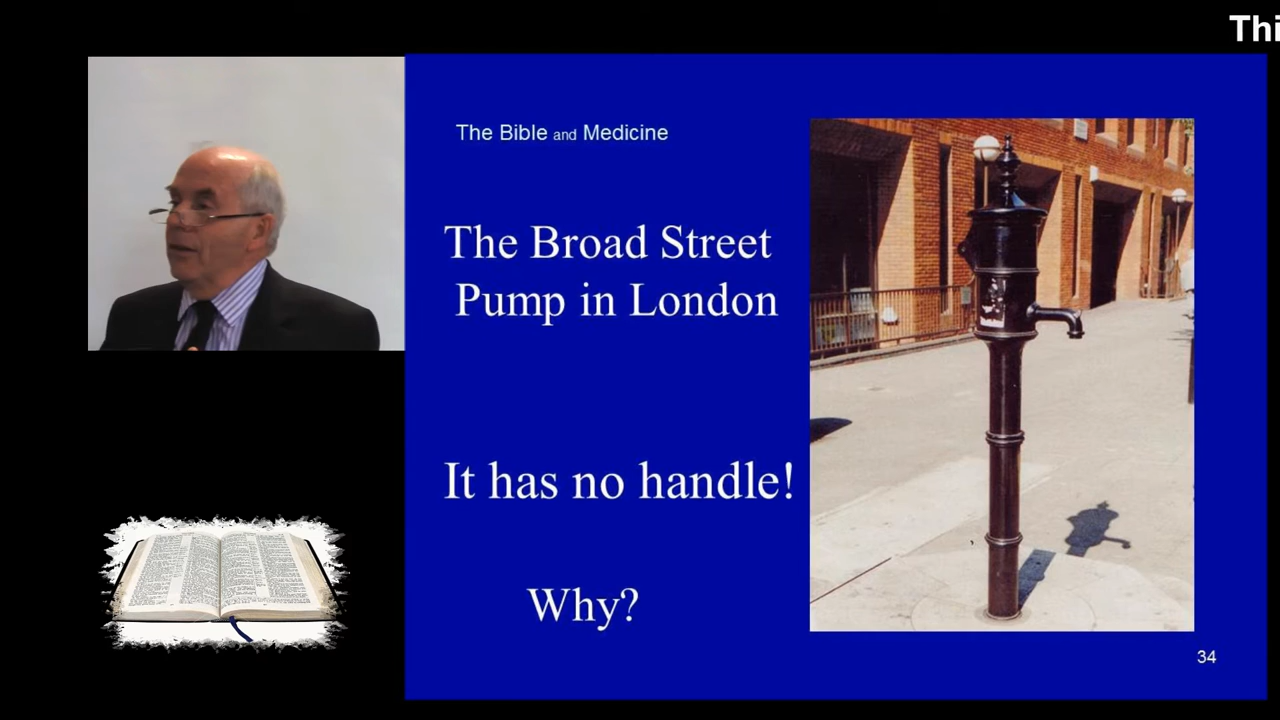 Thi
The Bible and Medicine
The Broad Street
Pump in London
It has no handle!
Why?
34